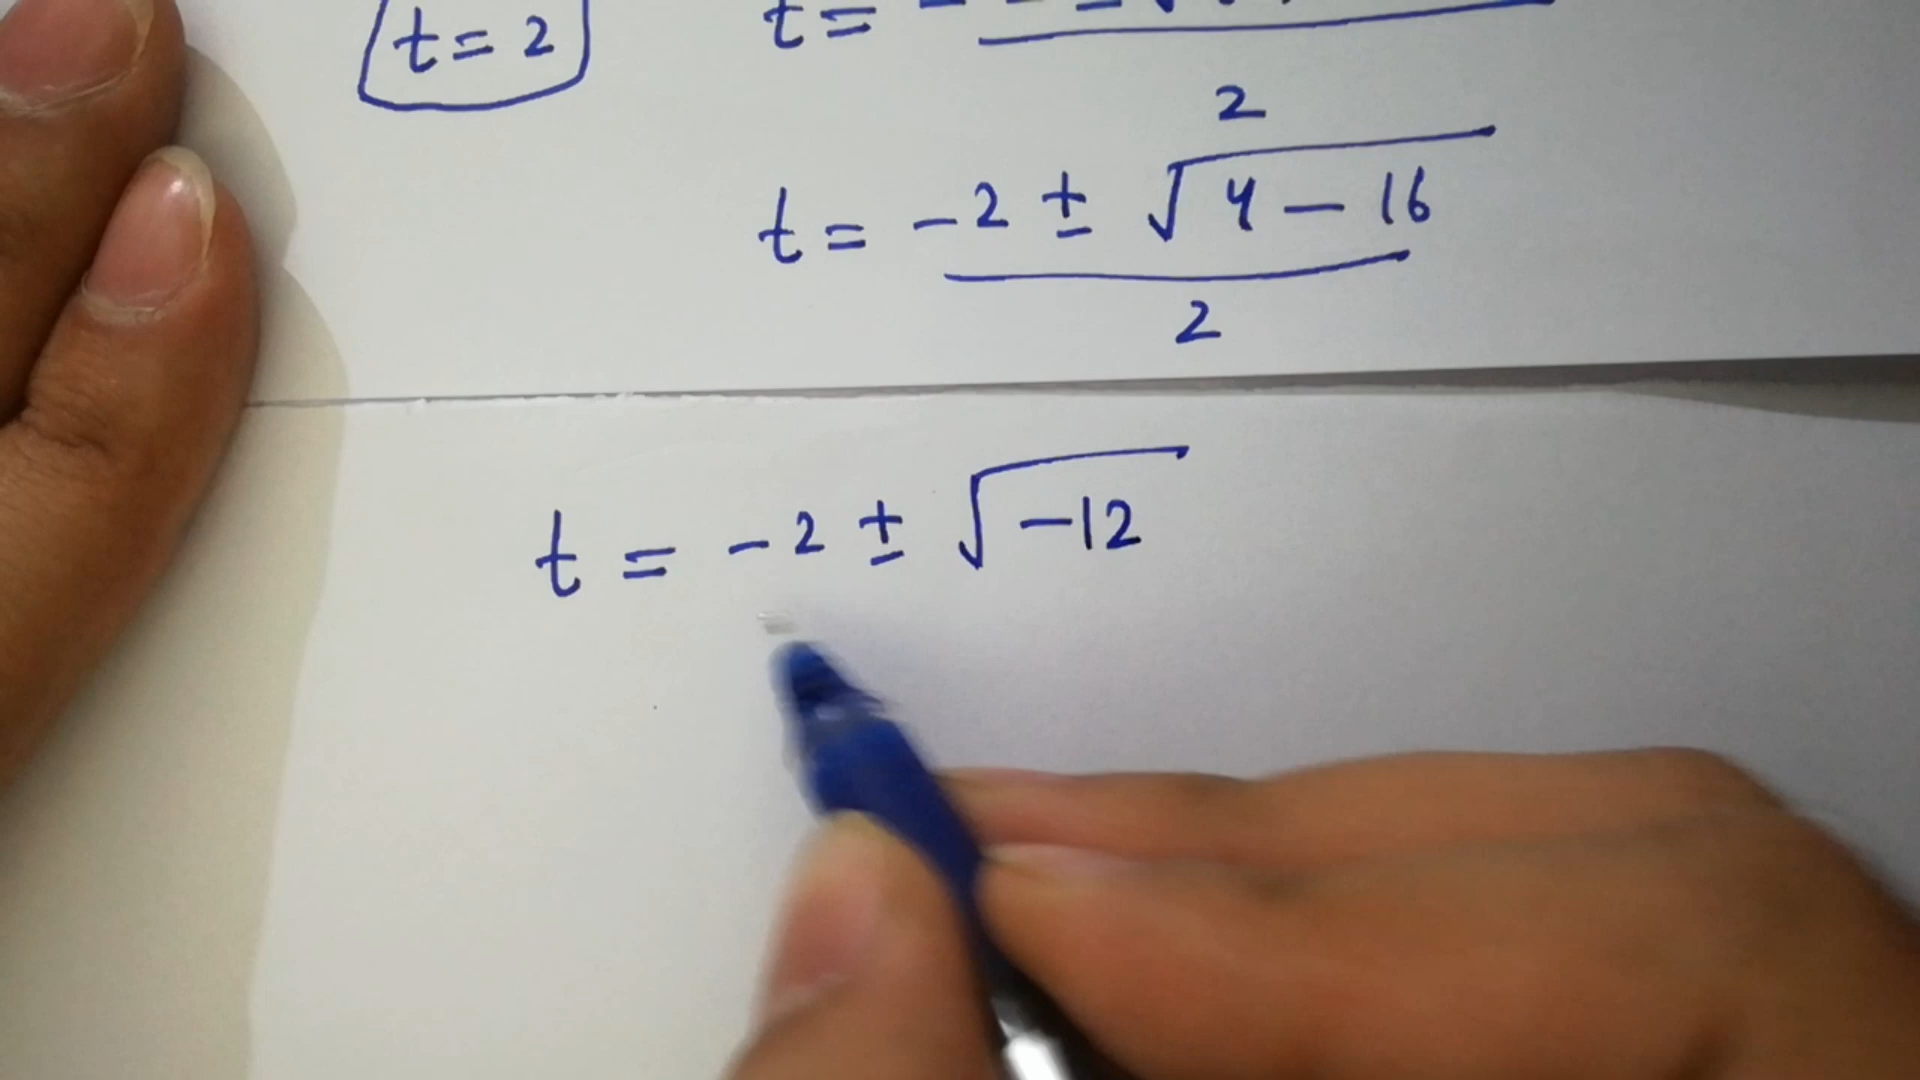 t = 2
t =
2
t = -2 ± √4 - 16
2
t = -2 ± √-12